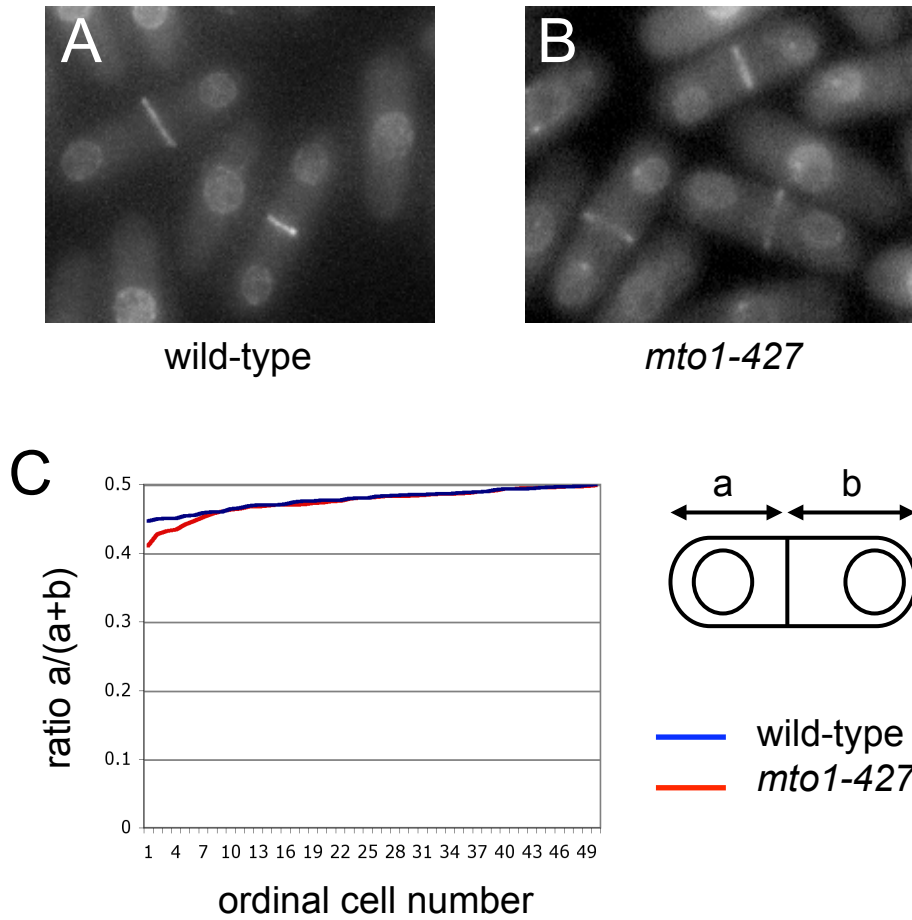 A
B
wild-type
mto1-427
C
a
b
ratio a/(a+b)
0.5
0.4
0.3
0.2
0.1
0
1 4 7 10 13 16 19 22 25 28 31 34 37 40 43 46 49
ordinal cell number
wild-type
mto1-427